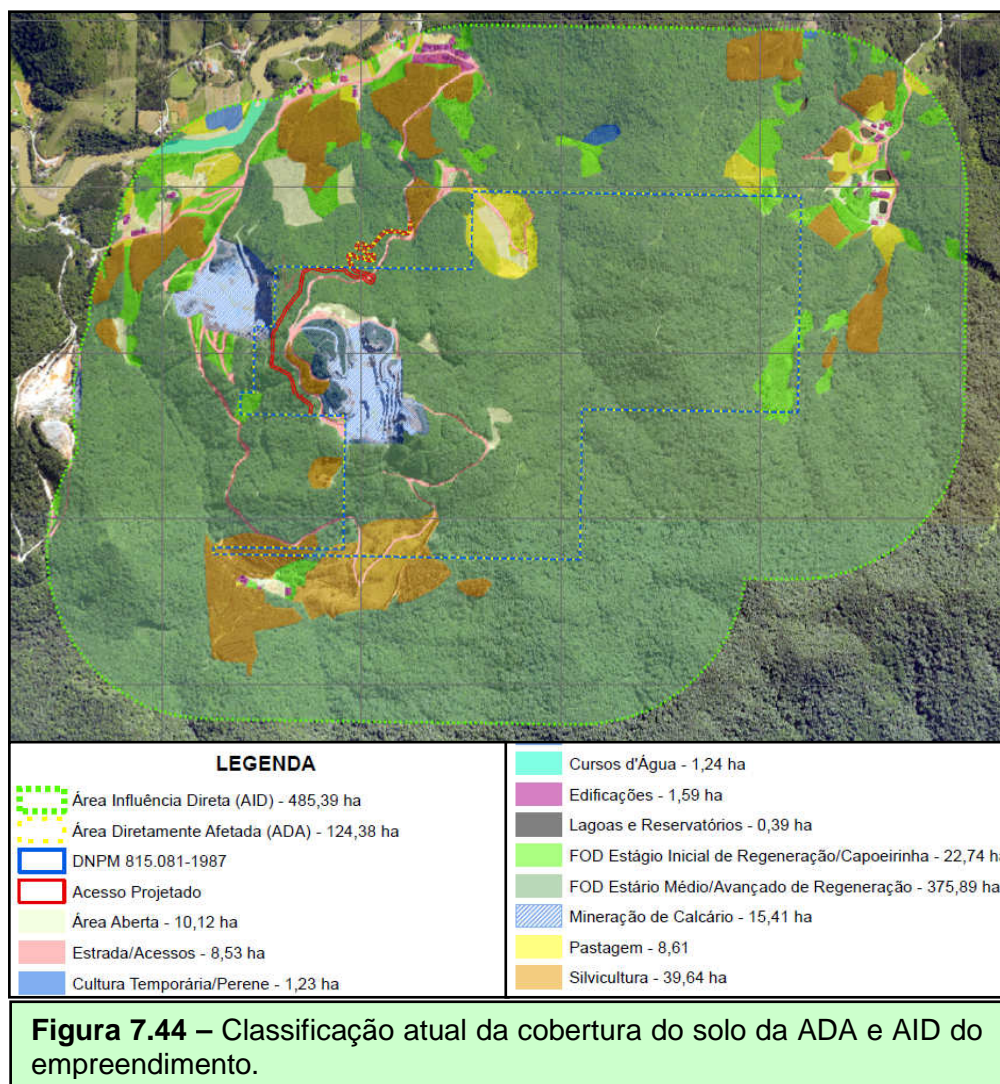 LEGENDA
Área Influência Direta (AID) - 485,39 ha
Área Diretamente Afetada (ADA) - 124,38 ha
DNPM 815.081-1987
Acesso Projetado
Área Aberta - 10,12 ha
Estrada/Acessos - 8,53 ha
Cultura Temporária/Perene - 1,23 ha
Cursos d'Água - 1,24 ha
Edificações - 1,59 ha
Lagoas e Reservatórios - 0,39 ha
FOD Estágio Inicial de Regeneração/Capoeirinha - 22,74 ha
FOD Estário Médio/Avançado de Regeneração - 375,89 ha
Mineração de Calcário - 15,41 ha
Pastagem - 8,61
Silvicultura - 39,64 ha
Figura 7.44 – Classificação atual da cobertura do solo da ADA e AID do
empreendimento.